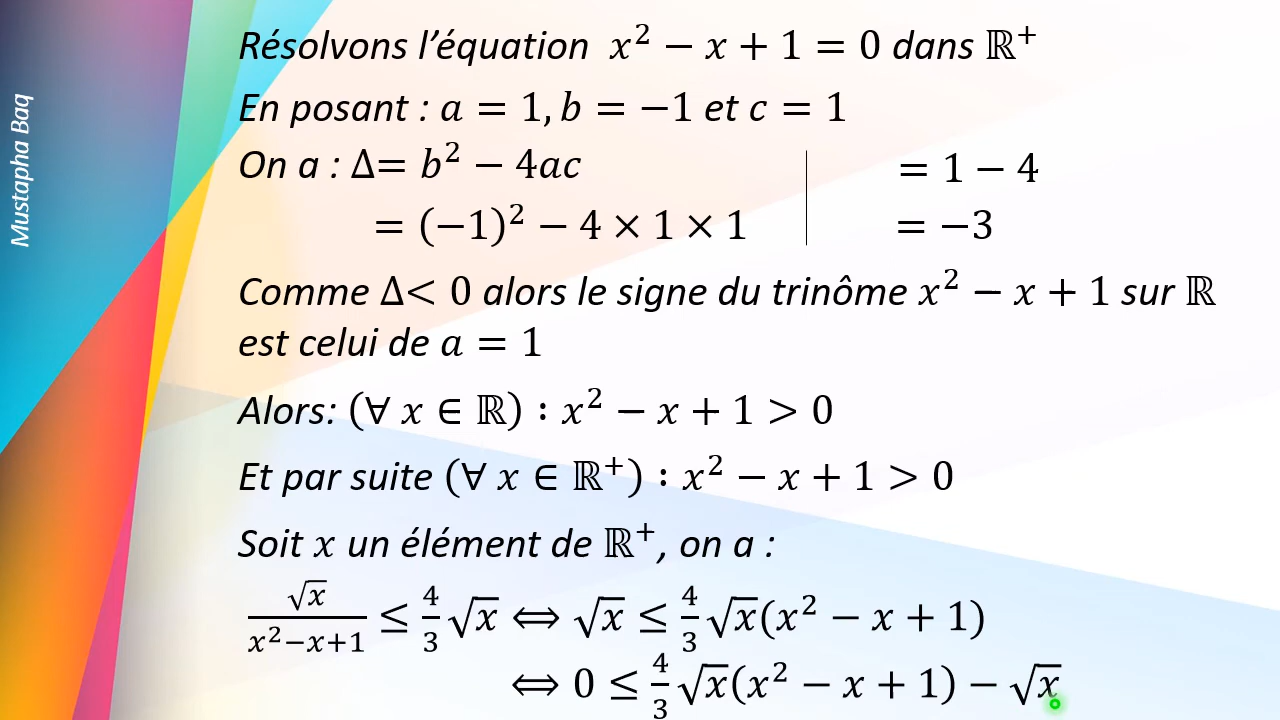 Mustapha Baq
Résolvons l’équation x² − x + 1 = 0 dans ℝ⁺
En posant : a = 1, b = −1 et c = 1
On a : Δ= b² − 4ac
= (−1)² − 4 × 1 × 1
= 1 − 4
= −3
Comme Δ< 0 alors le signe du trinôme x² − x + 1 sur ℝ
est celui de a = 1
Alors: (∀ x ∈ ℝ) : x² − x + 1 > 0
Et par suite (∀ x ∈ ℝ⁺) : x² − x + 1 > 0
Soit x un élément de ℝ⁺, on a :
√x/(x²−x+1) ≤ 4/3 √x ⟺ √x ≤ 4/3 √x(x² − x + 1)
⟺ 0 ≤ 4/3 √x(x² − x + 1) − √x